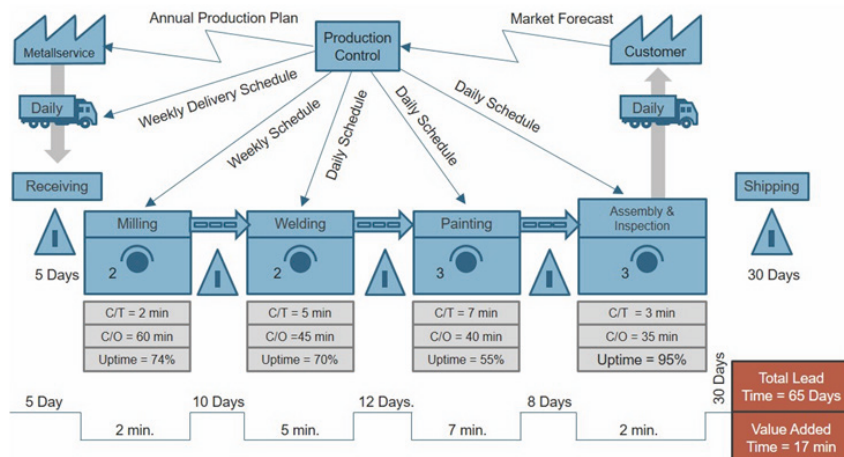 Annual Production Plan
Market Forecast
Metallservice
Production
Control
Customer
Daily
Weekly Delivery Schedule
Weekly Schedule
Daily Schedule
Daily Schedule
Daily Schedule
Daily
Receiving
Shipping
Milling
Welding
Painting
Assembly &
Inspection
I
5 Days
2
I
2
I
3
I
3
I
30 Days
C/T = 2 min
C/O = 60 min
Uptime = 74%
C/T = 5 min
C/O =45 min
Uptime = 70%
C/T = 7 min
C/O = 40 min
Uptime = 55%
C/T = 3 min
C/O = 35 min
Uptime = 95%
5 Day
2 min.
10 Days
5 min.
12 Days.
7 min.
8 Days
2 min.
30 Days
Total Lead
Time = 65 Days
Value Added
Time = 17 min